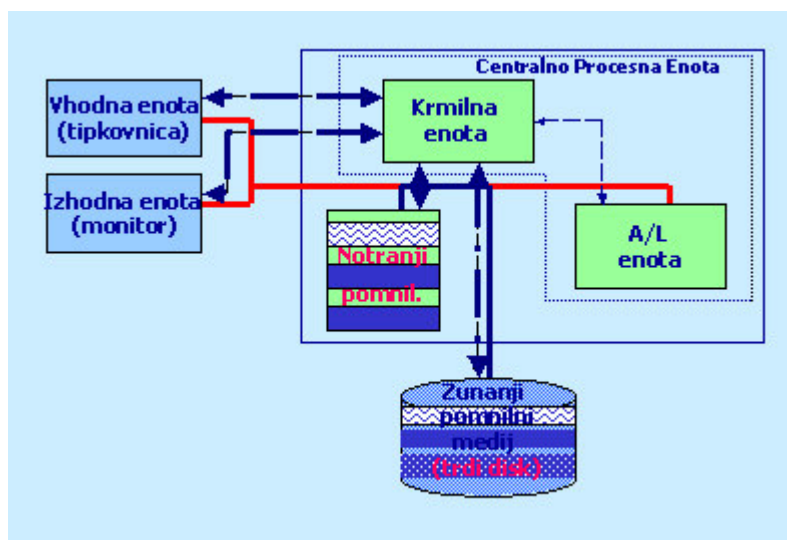 Centralno Procesna Enota
Vhodna enota
(tipkovnica)
Krmilna
enota
Izhodna enota
(monitor)
A/L
enota
Notranji
pomnil.
Zunanji
pomnilni
medij
(trdi disk)